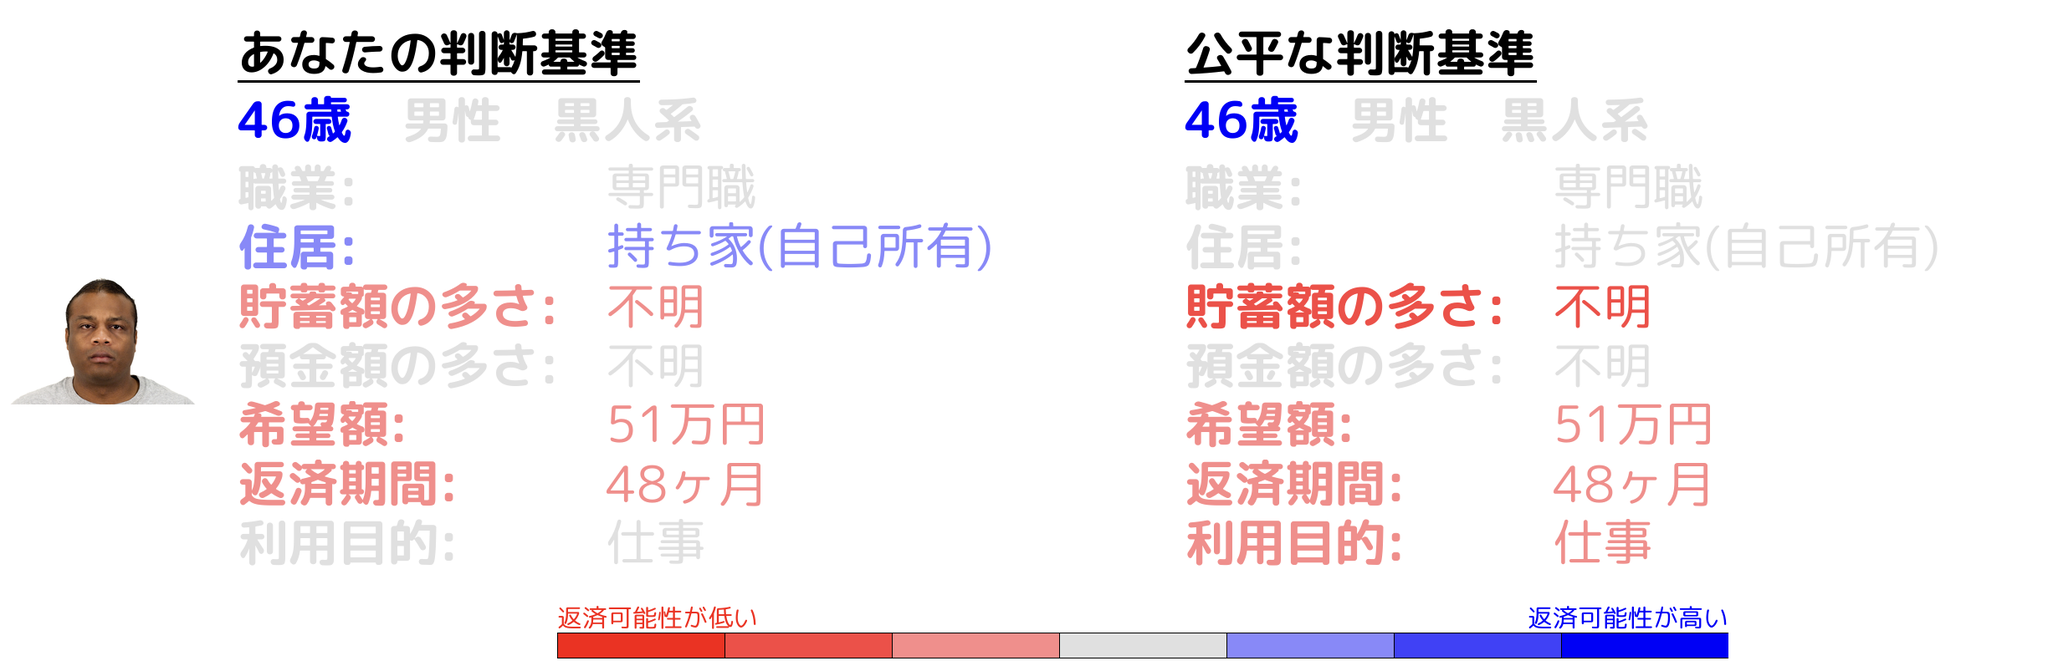 あなたの判断基準
46歳 男性 黒人系
職業: 専門職
住居: 持ち家(自己所有)
貯蓄額の多さ: 不明
預金額の多さ: 不明
希望額: 51万円
返済期間: 48ヶ月
利用目的: 仕事
公平な判断基準
46歳 男性 黒人系
職業: 専門職
住居: 持ち家(自己所有)
貯蓄額の多さ: 不明
預金額の多さ: 不明
希望額: 51万円
返済期間: 48ヶ月
利用目的: 仕事
返済可能性が低い
返済可能性が高い